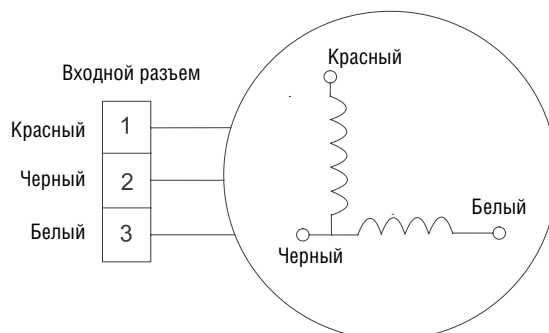 Входной разъем
Красный 1
Черный 2
Белый 3
Красный
Белый
Черный